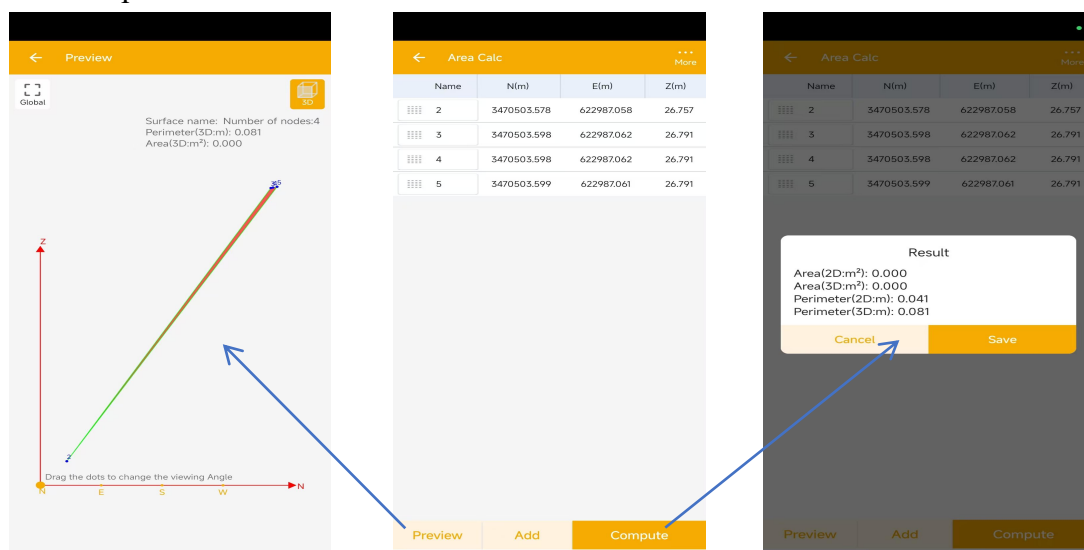 Preview
Global
3D
Surface name: Number of nodes:4
Perimeter(3D:m): 0.081
Area(3D:m²): 0.000
Z
2
Drag the dots to change the viewing Angle
N E S W N
Area Calc
More
Name N(m) E(m) Z(m)
2 3470503.578 622987.058 26.757
3 3470503.598 622987.062 26.791
4 3470503.598 622987.062 26.791
5 3470503.599 622987.061 26.791
Preview Add Compute
Area Calc
More
Name N(m) E(m) Z(m)
2 3470503.578 622987.058 26.757
3 3470503.598 622987.062 26.791
4 3470503.598 622987.062 26.791
5 3470503.599 622987.061 26.791
Result
Area(2D:m²): 0.000
Area(3D:m²): 0.000
Perimeter(2D:m): 0.041
Perimeter(3D:m): 0.081
Cancel Save
Preview Add Compute